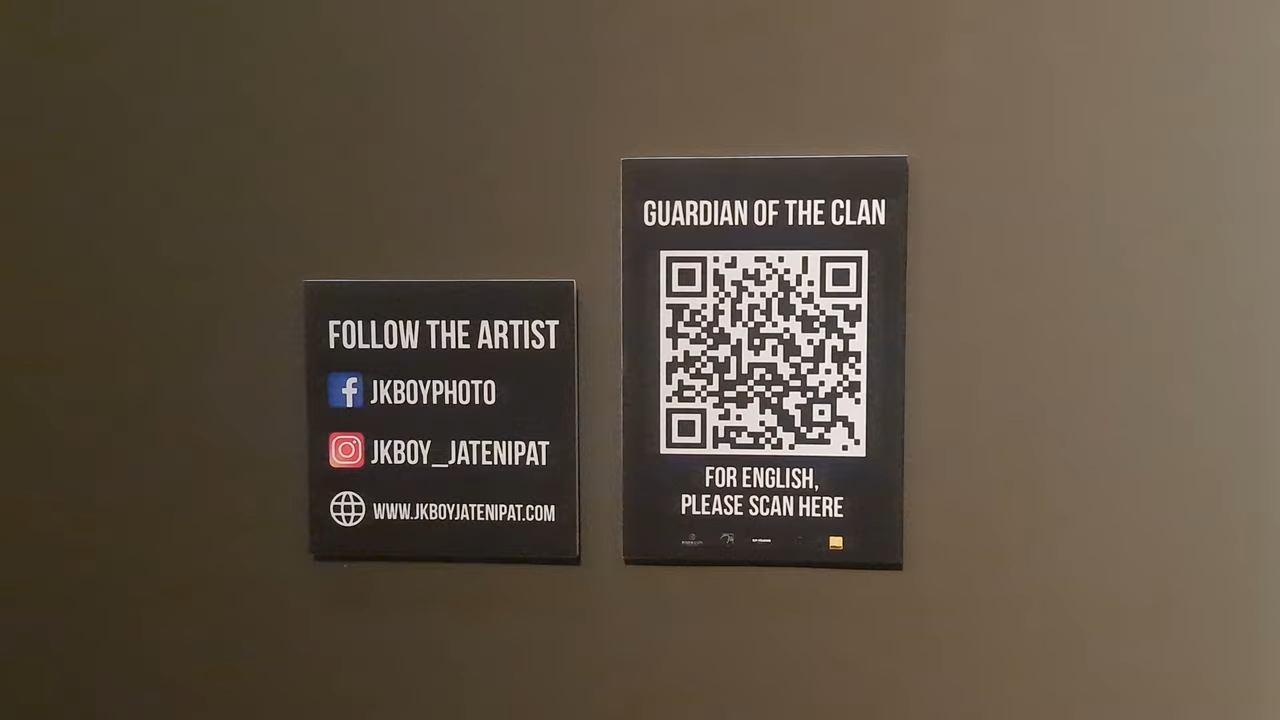 FOLLOW THE ARTIST
JKBOYPHOTO
JKBOY_JATENIPAT
WWW.JKBOYJATENIPAT.COM
GUARDIAN OF THE CLAN
FOR ENGLISH,
PLEASE SCAN HERE